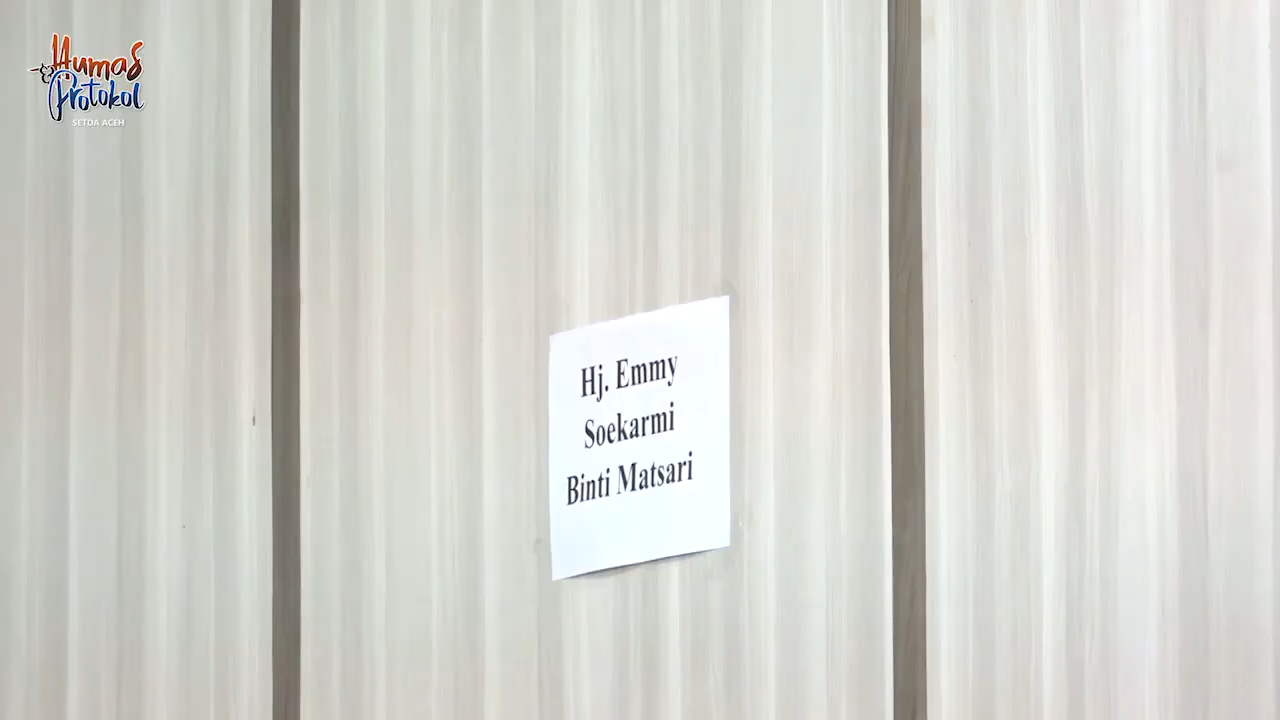 Humas
Protokol
SETDA ACEH
Hj. Emmy
Soekarmi
Binti Matsari